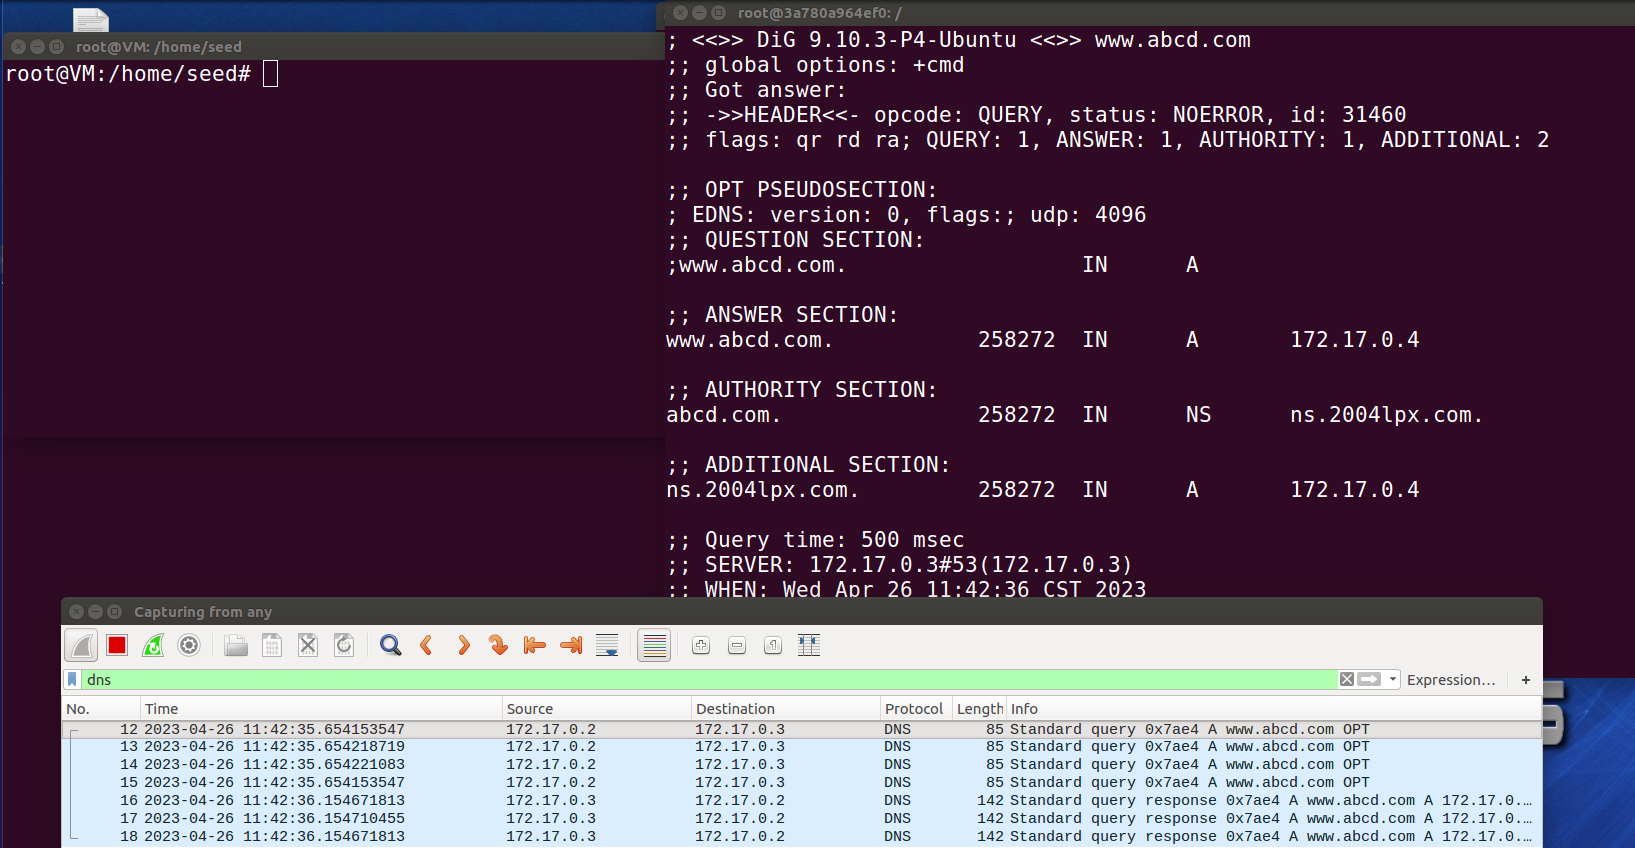 root@VM: /home/seed
root@VM:/home/seed#
root@3a780a964ef0: /
; <<>> DiG 9.10.3-P4-Ubuntu <<>> www.abcd.com
;; global options: +cmd
;; Got answer:
;; ->>HEADER<<- opcode: QUERY, status: NOERROR, id: 31460
;; flags: qr rd ra; QUERY: 1, ANSWER: 1, AUTHORITY: 1, ADDITIONAL: 2
;; OPT PSEUDOSECTION:
; EDNS: version: 0, flags:; udp: 4096
;; QUESTION SECTION:
;www.abcd.com. IN A
;; ANSWER SECTION:
www.abcd.com. 258272 IN A 172.17.0.4
;; AUTHORITY SECTION:
abcd.com. 258272 IN NS ns.2004lpx.com.
;; ADDITIONAL SECTION:
ns.2004lpx.com. 258272 IN A 172.17.0.4
;; Query time: 500 msec
;; SERVER: 172.17.0.3#53(172.17.0.3)
;; WHEN: Wed Apr 26 11:42:36 CST 2023
Capturing from any
dns Expression… +
No. Time Source Destination Protocol Length Info
12 2023-04-26 11:42:35.654153547 172.17.0.2 172.17.0.3 DNS 85 Standard query 0x7ae4 A www.abcd.com OPT
13 2023-04-26 11:42:35.654218719 172.17.0.2 172.17.0.3 DNS 85 Standard query 0x7ae4 A www.abcd.com OPT
14 2023-04-26 11:42:35.654221083 172.17.0.2 172.17.0.3 DNS 85 Standard query 0x7ae4 A www.abcd.com OPT
15 2023-04-26 11:42:35.654153547 172.17.0.2 172.17.0.3 DNS 85 Standard query 0x7ae4 A www.abcd.com OPT
16 2023-04-26 11:42:36.154671813 172.17.0.3 172.17.0.2 DNS 142 Standard query response 0x7ae4 A www.abcd.com A 172.17.0.…
17 2023-04-26 11:42:36.154710455 172.17.0.3 172.17.0.2 DNS 142 Standard query response 0x7ae4 A www.abcd.com A 172.17.0.…
18 2023-04-26 11:42:36.154671813 172.17.0.3 172.17.0.2 DNS 142 Standard query response 0x7ae4 A www.abcd.com A 172.17.0.…